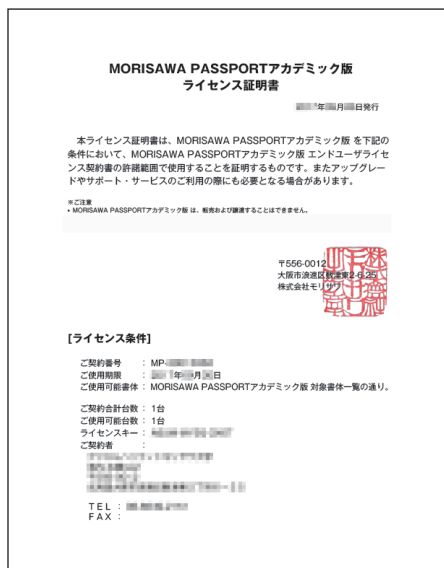 MORISAWA PASSPORTアカデミック版
ライセンス証明書
年 月 日発行
本ライセンス証明書は、MORISAWA PASSPORTアカデミック版 を下記の
条件において、MORISAWA PASSPORTアカデミック版 エンドユーザライセ
ンス契約書の許諾範囲で使用することを証明するものです。またアップグレー
ドやサポート・サービスのご利用の際にも必要となる場合があります。
※ご注意
• MORISAWA PASSPORTアカデミック版 は、転売および譲渡することはできません。
〒556-0012
大阪市浪速区敷津東2-6-25
株式会社モリサワ
[ライセンス条件]
ご契約番号 : MP-
ご使用期限 : 年 月 日
ご使用可能書体 : MORISAWA PASSPORTアカデミック版 対象書体一覧の通り。
ご契約合計台数 : 1台
ご使用可能台数 : 1台
ライセンスキー :
ご契約者 :
TEL :
FAX :